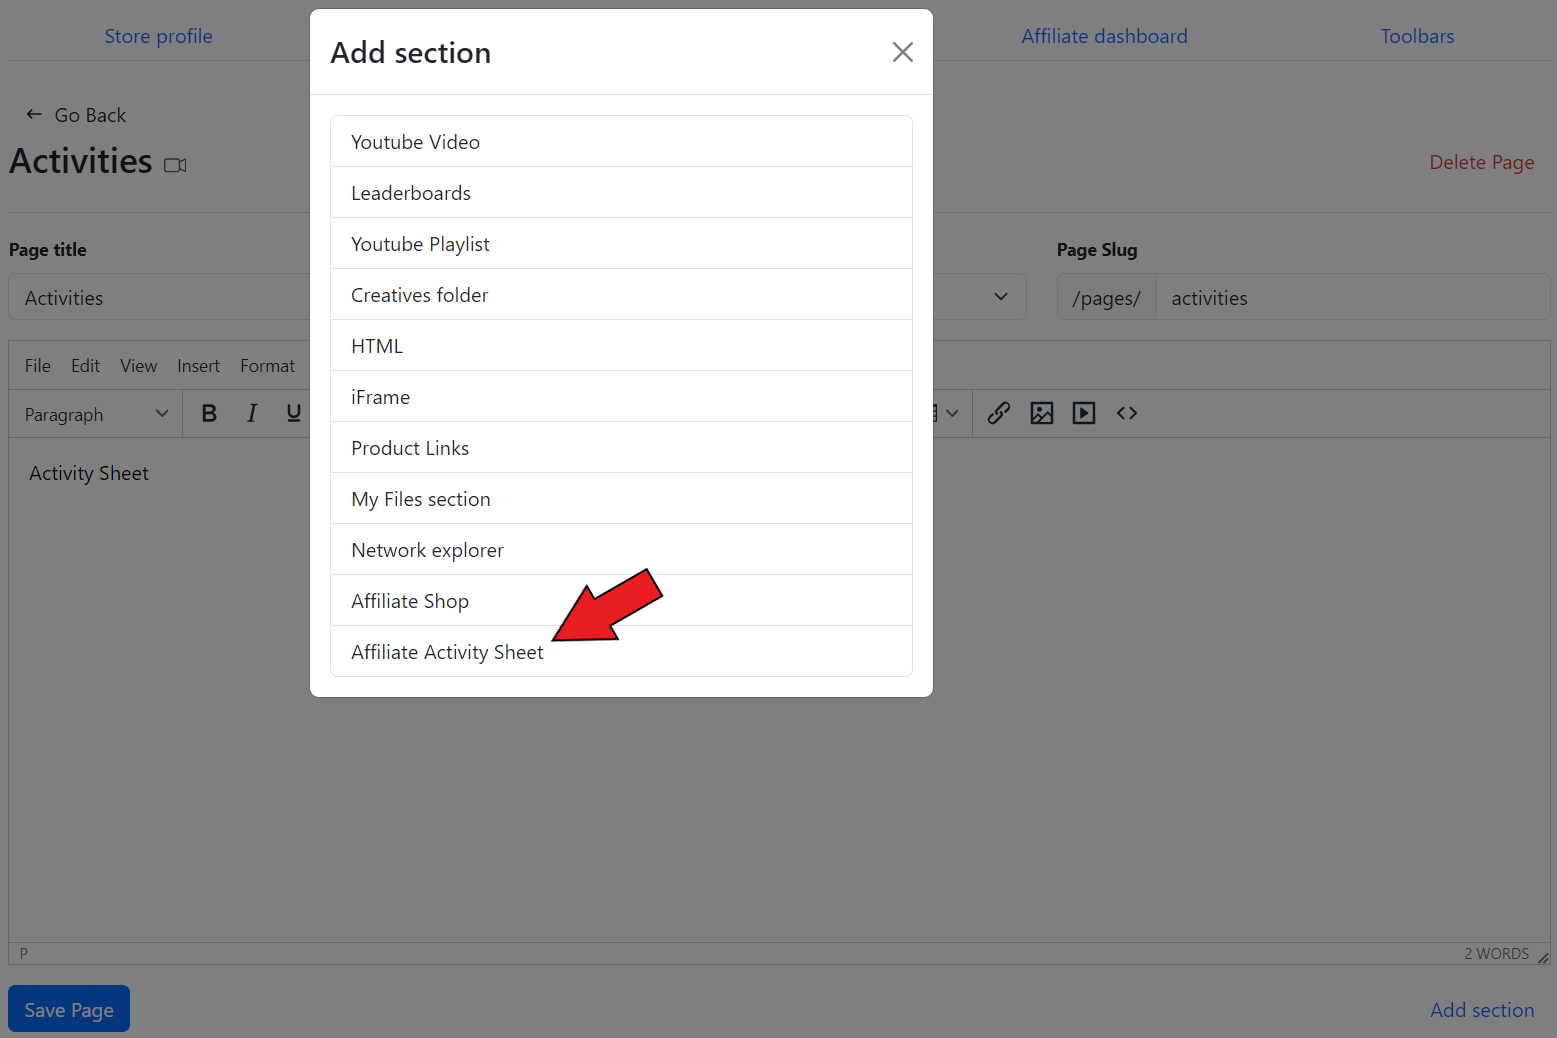 Store profile
Affiliate dashboard
Toolbars
Add section
Go Back
Activities
Delete Page
Youtube Video
Leaderboards
Youtube Playlist
Creatives folder
HTML
iFrame
Product Links
My Files section
Network explorer
Affiliate Shop
Affiliate Activity Sheet
Page title
Page Slug
Activities
/pages/ activities
File Edit View Insert Format
Paragraph B I U
Activity Sheet
P
2 WORDS
Save Page
Add section